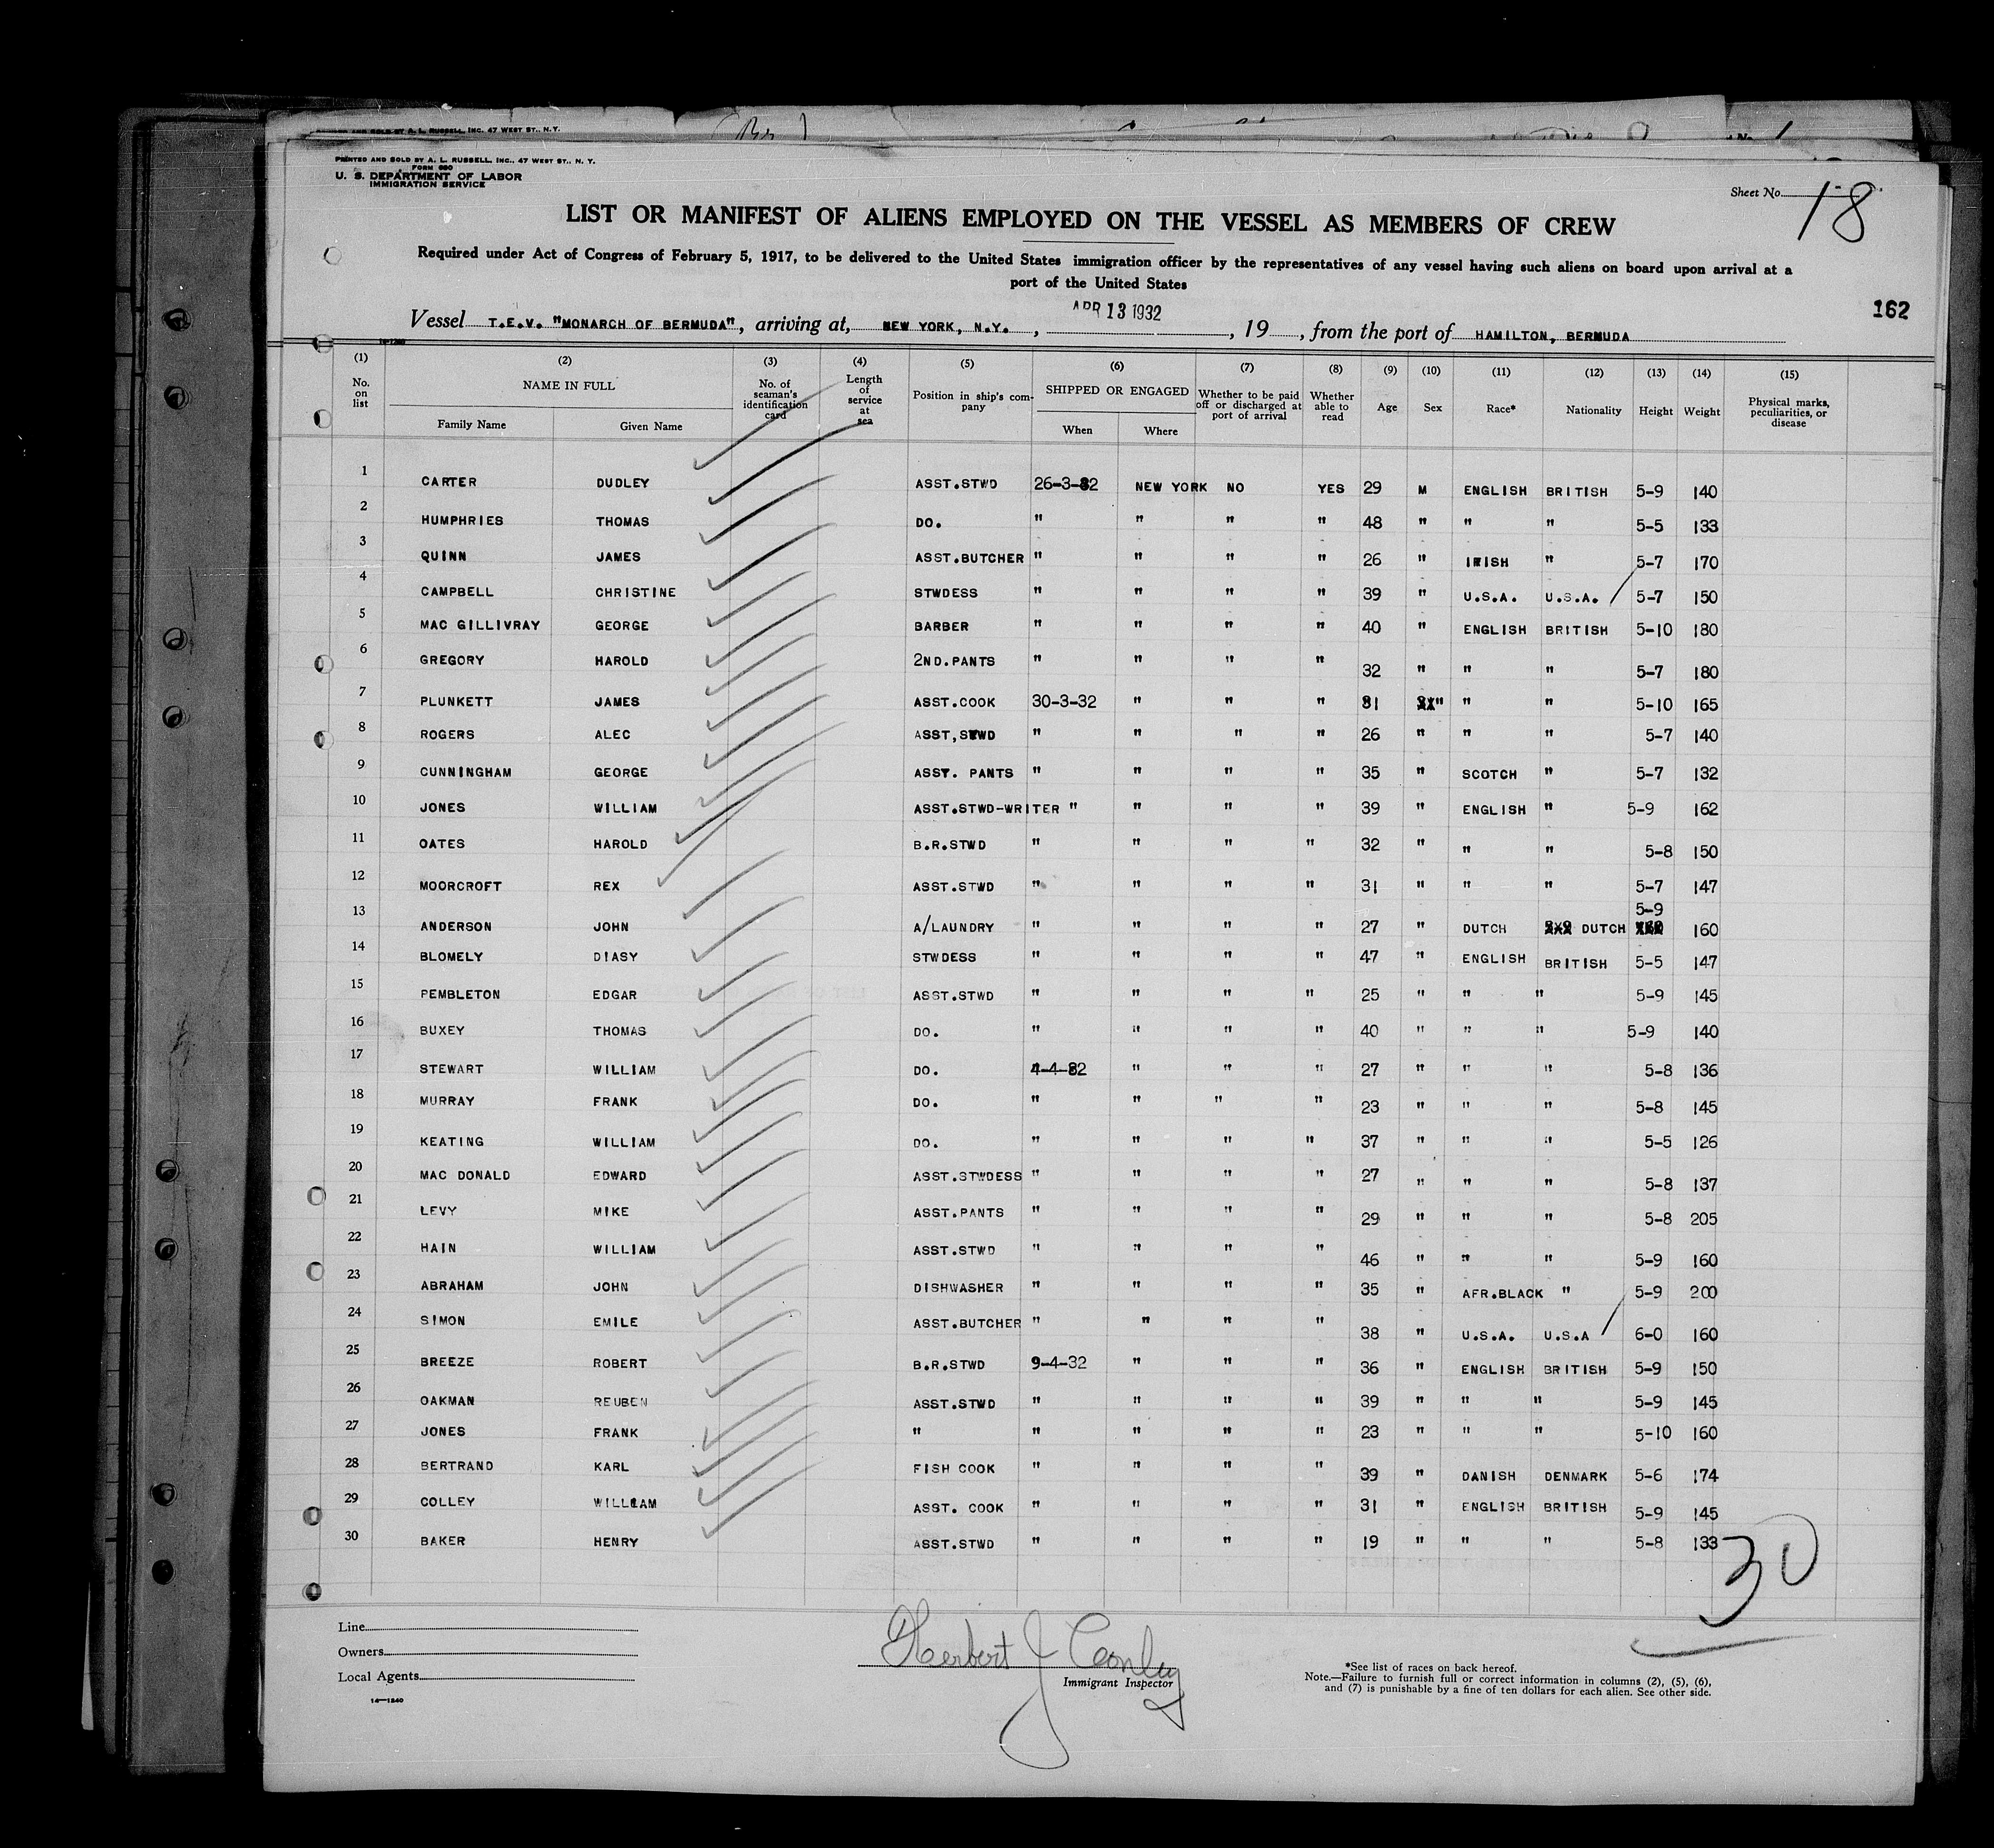 PRINTED AND SOLD BY A. L. RUSSELL, INC. 47 WEST ST., N.Y.
PRINTED AND SOLD BY A. L. RUSSELL, INC., 47 WEST ST., N. Y.
FORM 680
U. S. DEPARTMENT OF LABOR
IMMIGRATION SERVICE
Sheet No. 18
LIST OR MANIFEST OF ALIENS EMPLOYED ON THE VESSEL AS MEMBERS OF CREW
Required under Act of Congress of February 5, 1917, to be delivered to the United States immigration officer by the representatives of any vessel having such aliens on board upon arrival at a
port of the United States
APR 13 1932
162
Vessel T.E.V. "MONARCH OF BERMUDA", arriving at, NEW YORK, N.Y. , , 19 , from the port of HAMILTON, BERMUDA
(1) (2) (3) (4) (5) (6) (7) (8) (9) (10) (11) (12) (13) (14) (15)
No. on list NAME IN FULL Family Name Given Name No. of seaman's identification card Length of service at sea Position in ship's company SHIPPED OR ENGAGED When Where Whether to be paid off or discharged at port of arrival Whether able to read Age Sex Race* Nationality Height Weight Physical marks, peculiarities, or disease
1 CARTER DUDLEY ASST.STWD 26-3-32 NEW YORK NO YES 29 M ENGLISH BRITISH 5-9 140
2 HUMPHRIES THOMAS DO. " " " " 48 " " " 5-5 133
3 QUINN JAMES ASST.BUTCHER " " " " 26 " IRISH " 5-7 170
4 CAMPBELL CHRISTINE STWDESS " " " " 39 " U.S.A. U.S.A. 5-7 150
5 MAC GILLIVRAY GEORGE BARBER " " " " 40 " ENGLISH BRITISH 5-10 180
6 GREGORY HAROLD 2ND.PANTS " " " " 32 " " " 5-7 180
7 PLUNKETT JAMES ASST.COOK 30-3-32 " " " 31 " " " 5-10 165
8 ROGERS ALEC ASST,STWD " " " " 26 " " " 5-7 140
9 CUNNINGHAM GEORGE ASST. PANTS " " " " 35 " SCOTCH " 5-7 132
10 JONES WILLIAM ASST.STWD-WRITER " " " " 39 " ENGLISH " 5-9 162
11 OATES HAROLD B.R.STWD " " " " 32 " " " 5-8 150
12 MOORCROFT REX ASST.STWD " " " " 31 " " " 5-7 147
13 ANDERSON JOHN A/LAUNDRY " " " " 27 " DUTCH DUTCH 5-9 160
14 BLOMELY DIASY STWDESS " " " " 47 " ENGLISH BRITISH 5-5 147
15 PEMBLETON EDGAR ASST.STWD " " " " 25 " " " 5-9 145
16 BUXEY THOMAS DO. " " " " 40 " " " 5-9 140
17 STEWART WILLIAM DO. 4-4-32 " " " 27 " " " 5-8 136
18 MURRAY FRANK DO. " " " " 23 " " " 5-8 145
19 KEATING WILLIAM DO. " " " " 37 " " " 5-5 126
20 MAC DONALD EDWARD ASST.STWDESS " " " " 27 " " " 5-8 137
21 LEVY MIKE ASST.PANTS " " " " 29 " " " 5-8 205
22 HAIN WILLIAM ASST.STWD " " " " 46 " " " 5-9 160
23 ABRAHAM JOHN DISHWASHER " " " " 35 " AFR.BLACK " 5-9 200
24 SIMON EMILE ASST.BUTCHER " " " " 38 " U.S.A. U.S.A 6-0 160
25 BREEZE ROBERT B.R.STWD 9-4-32 " " " 36 " ENGLISH BRITISH 5-9 150
26 OAKMAN REUBEN ASST.STWD " " " " 39 " " " 5-9 145
27 JONES FRANK " " " " " 23 " " " 5-10 160
28 BERTRAND KARL FISH COOK " " " " 39 " DANISH DENMARK 5-6 174
29 COLLEY WILLIAM ASST. COOK " " " " 31 " ENGLISH BRITISH 5-9 145
30 BAKER HENRY ASST.STWD " " " " 19 " " " 5-8 133
30
Line
Owners
Local Agents
14—1240
Herbert J Conley
Immigrant Inspector
*See list of races on back hereof.
Note.—Failure to furnish full or correct information in columns (2), (5), (6),
and (7) is punishable by a fine of ten dollars for each alien. See other side.